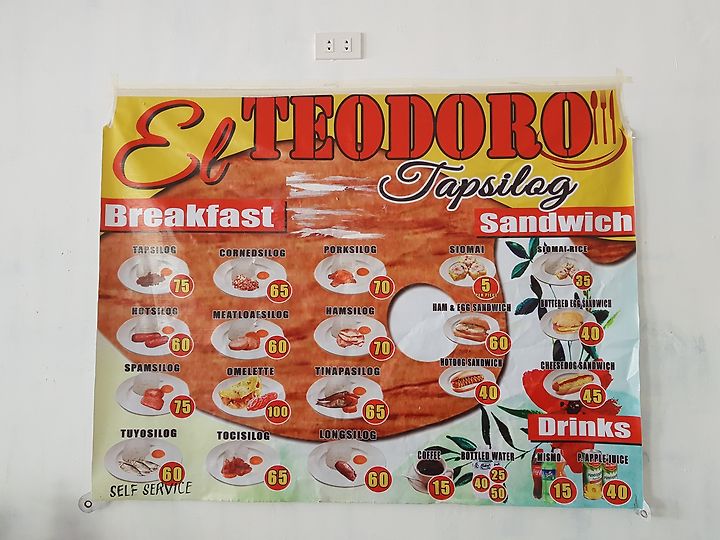 El TEODORO
Tapsilog
Breakfast
TAPSILOG 75
CORNEDSILOG 65
PORKSILOG 70
HOTSILOG 60
MEATLOAFSILOG 60
HAMSILOG 70
SPAMSILOG 75
OMELETTE 100
TINAPASILOG 65
TUYOSILOG 60
TOCISILOG 65
LONGSILOG 60
SELF SERVICE
Sandwich
SIOMAI 5
PER PIECE
SIOMAI RICE 35
HAM & EGG SANDWICH 60
BUTTERED EGG SANDWICH 40
HOTDOG SANDWICH 40
CHEESEDOG SANDWICH 45
Drinks
COFFEE 15
BOTTLED WATER 25 40 50
MISMO 15
P.APPLE JUICE 40